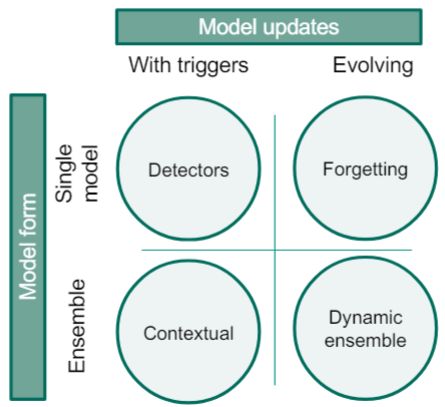 Model updates
With triggers
Evolving
Model form
Single
model
Detectors
Forgetting
Ensemble
Contextual
Dynamic
ensemble